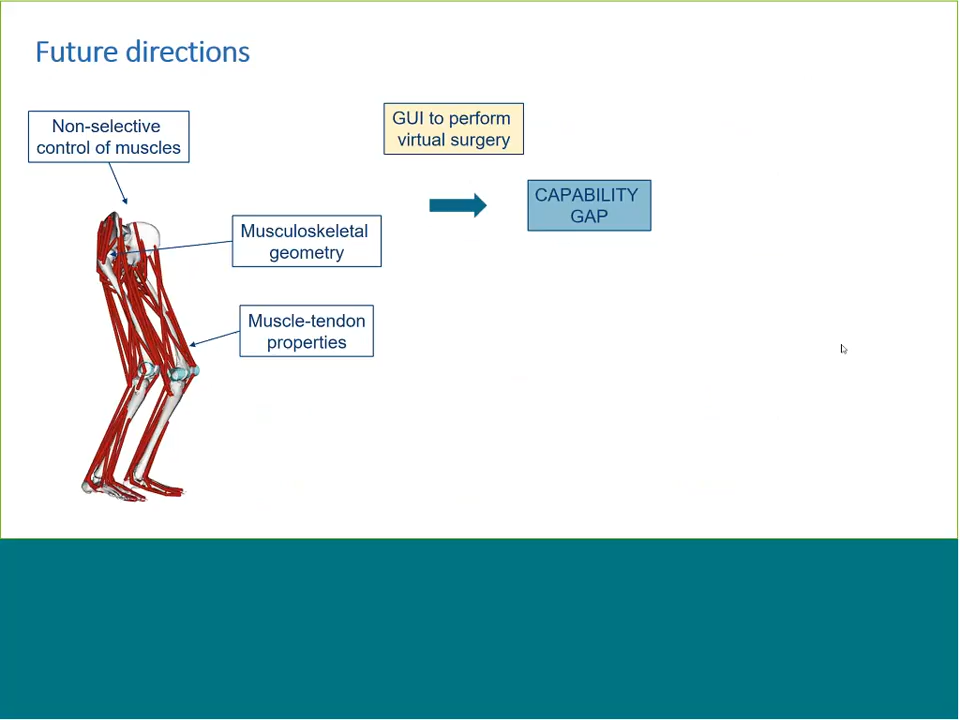 Future directions
Non-selective
control of muscles
GUI to perform
virtual surgery
CAPABILITY
GAP
Musculoskeletal
geometry
Muscle-tendon
properties